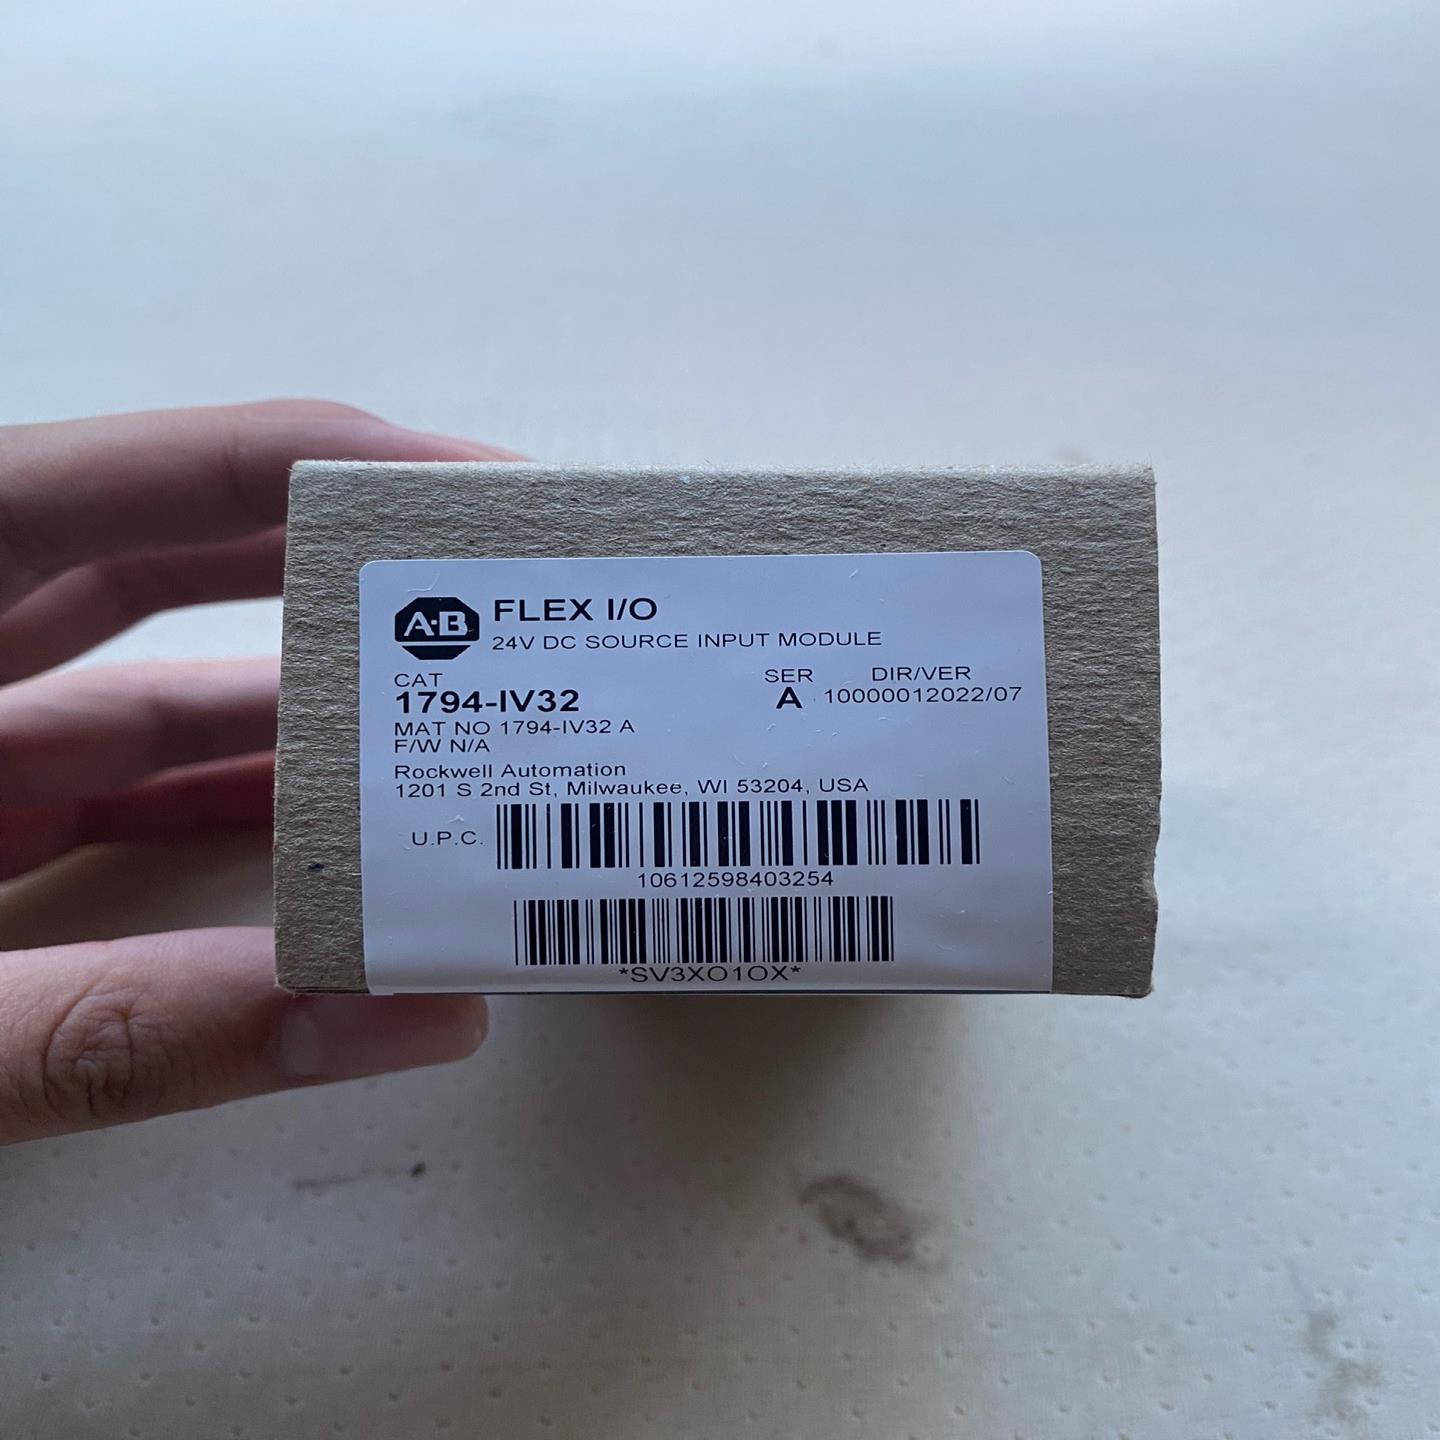 A·B FLEX I/O
24V DC SOURCE INPUT MODULE
CAT SER DIR/VER
1794-IV32 A 10000012022/07
MAT NO 1794-IV32 A
F/W N/A
Rockwell Automation
1201 S 2nd St, Milwaukee, WI 53204, USA
U.P.C.
10612598403254
*SV3XO1OX*